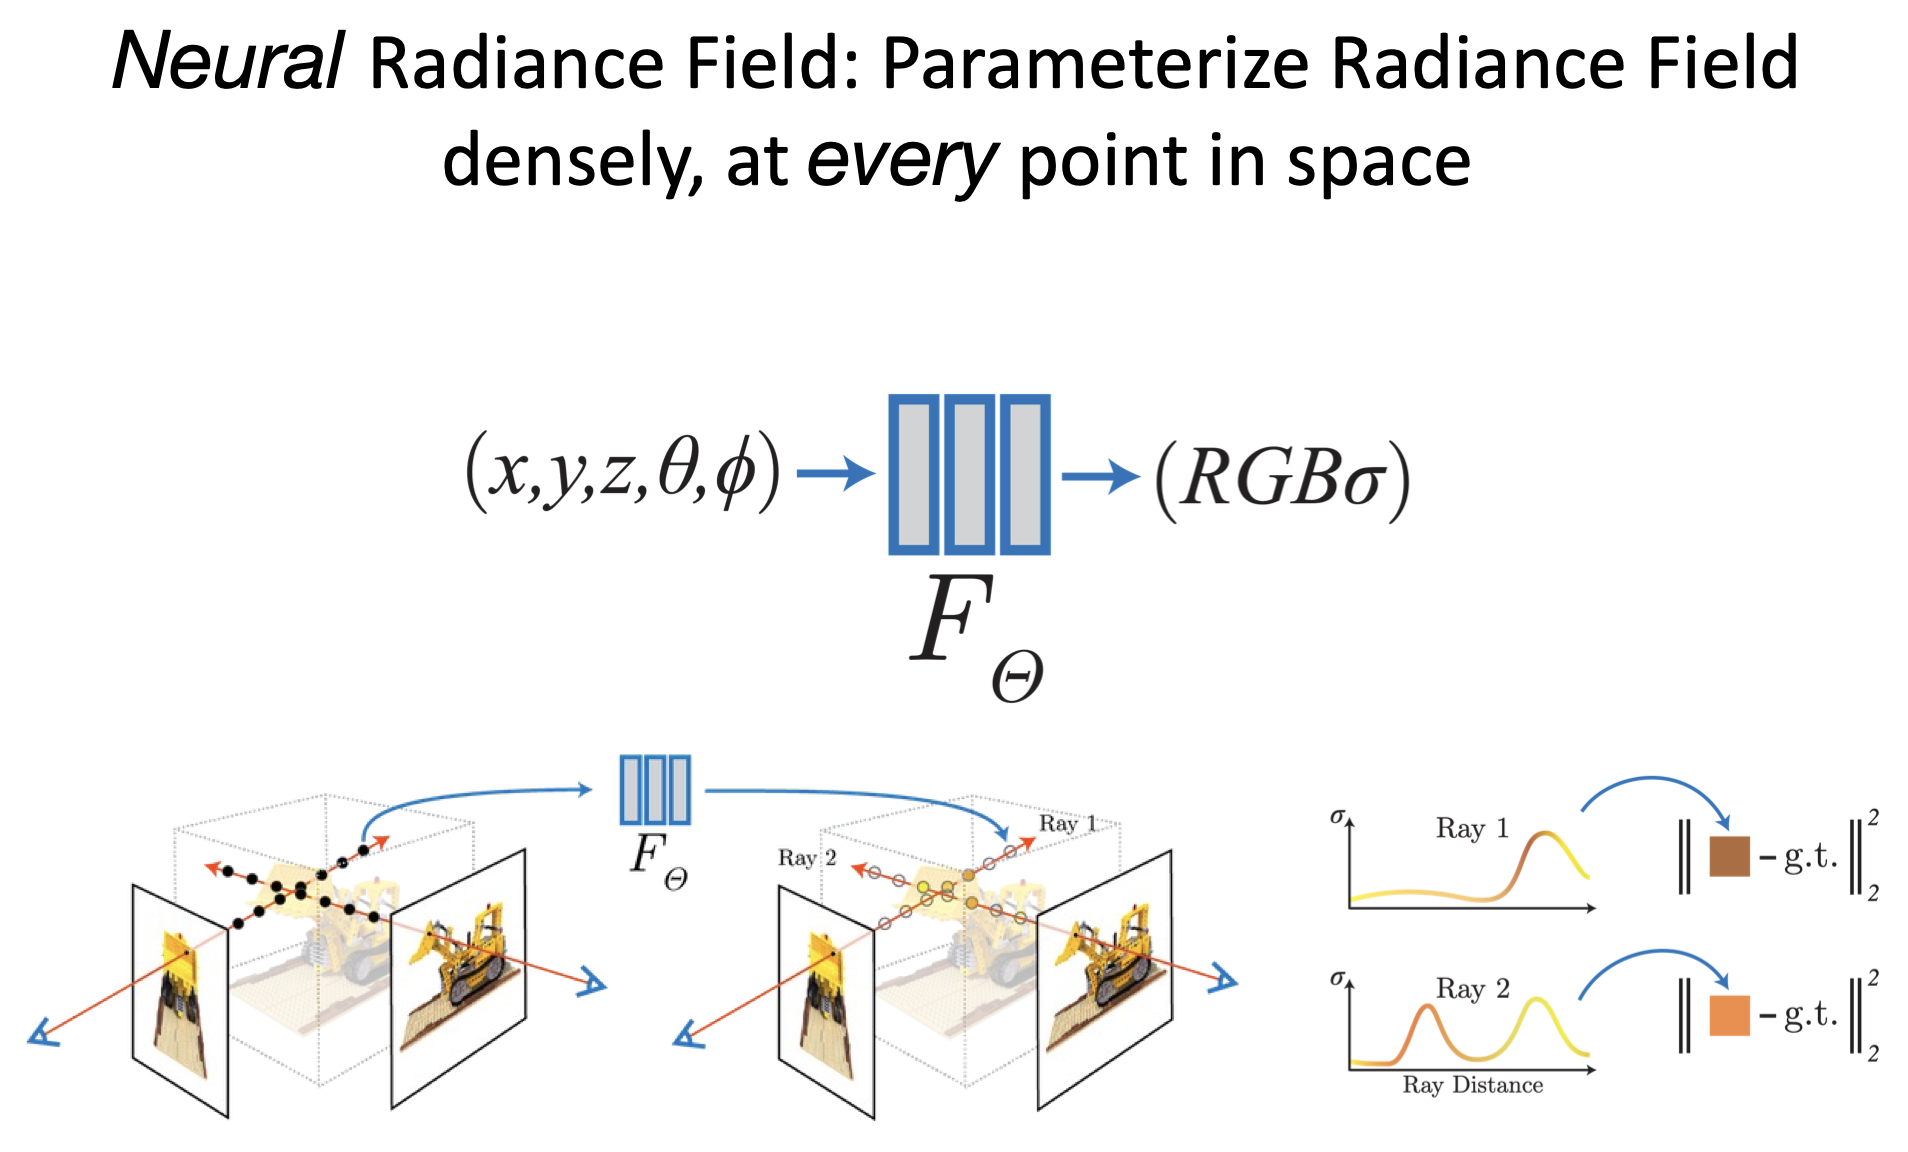 Neural Radiance Field: Parameterize Radiance Field
densely, at every point in space
(x,y,z,θ,ϕ) → (RGBσ)
F_Θ
F_Θ
Ray 1
Ray 2
σ
Ray 1
‖ – g.t. ‖²₂
σ
Ray 2
‖ – g.t. ‖²₂
Ray Distance